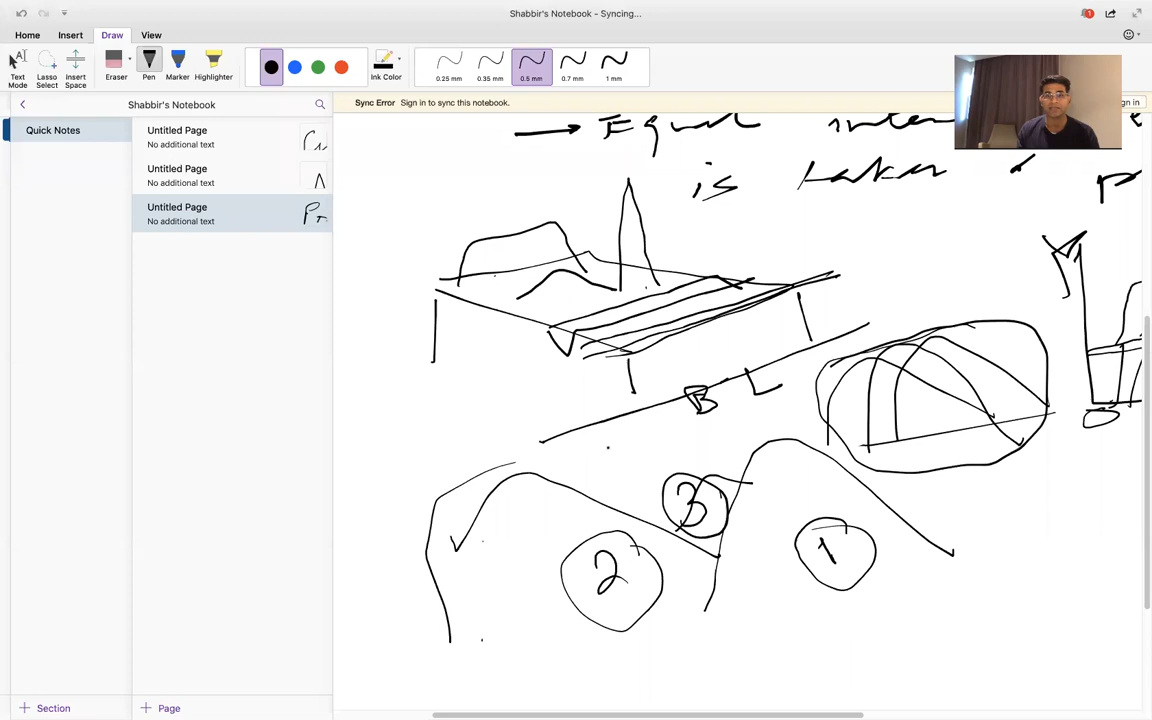 Shabbir's Notebook - Syncing...
1
Home Insert Draw View
Text Mode
Lasso Select
Insert Space
Eraser
Pen
Marker
Highlighter
Ink Color
0.25 mm
0.35 mm
0.5 mm
0.7 mm
1 mm
Shabbir's Notebook
Sync Error Sign in to sync this notebook.
n in
Quick Notes
Untitled Page
No additional text
Untitled Page
No additional text
Untitled Page
No additional text
Equal inten
is taken
B L
3
2
1
Section
Page